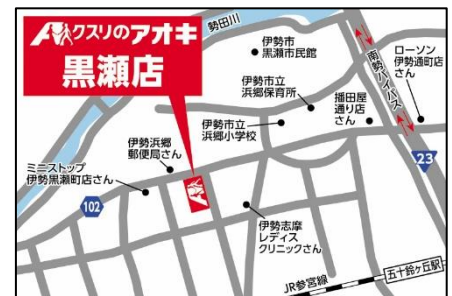 クスリのアオキ
黒瀬店
勢田川
伊勢市
黒瀬市民館
伊勢市立
浜郷保育所
南勢バイパス
ローソン
伊勢通町店
さん
播田屋
通り店
さん
伊勢市立
浜郷小学校
伊勢浜郷
郵便局さん
ミニストップ
伊勢黒瀬町店さん
23
102
伊勢志摩
レディス
クリニックさん
JR参宮線
五十鈴ヶ丘駅